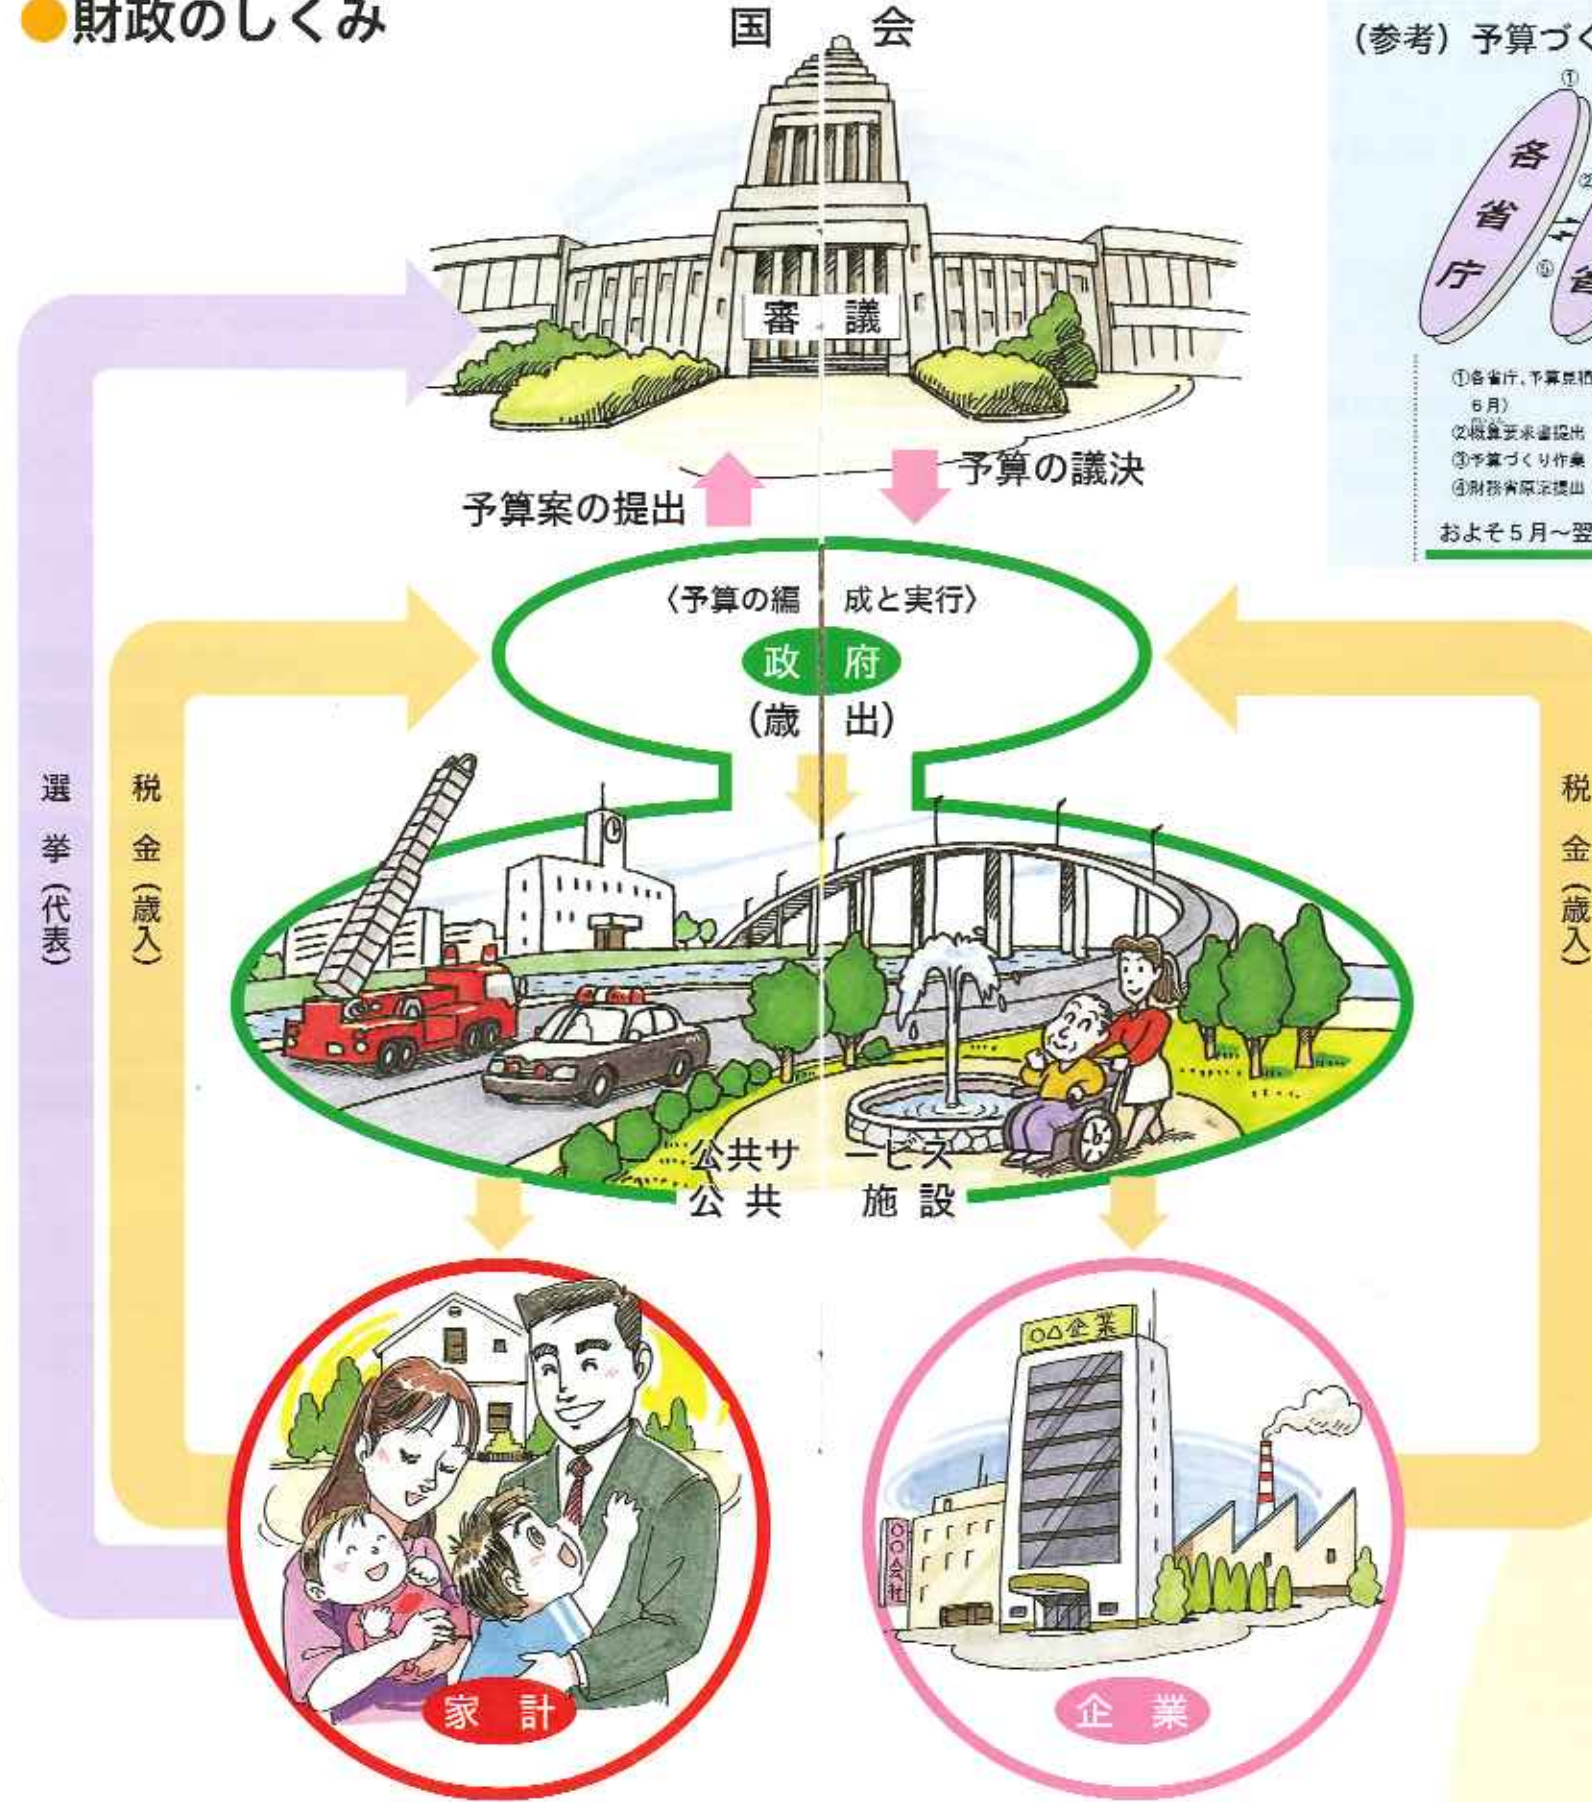 ●財政のしくみ
国会
審議
予算案の提出
予算の議決
〈予算の編成と実行〉
政府
(歳出)
選挙(代表)
税金(歳入)
税金(歳入)
公共サービス
公共施設
家計
○△企業
○○会社
企業
(参考)予算づく
①
各省庁
②
⑤
省
①各省庁、予算見積
6月)
②概算要求書提出
③予算づくり作業
④財務省原案提出
およそ5月～翌